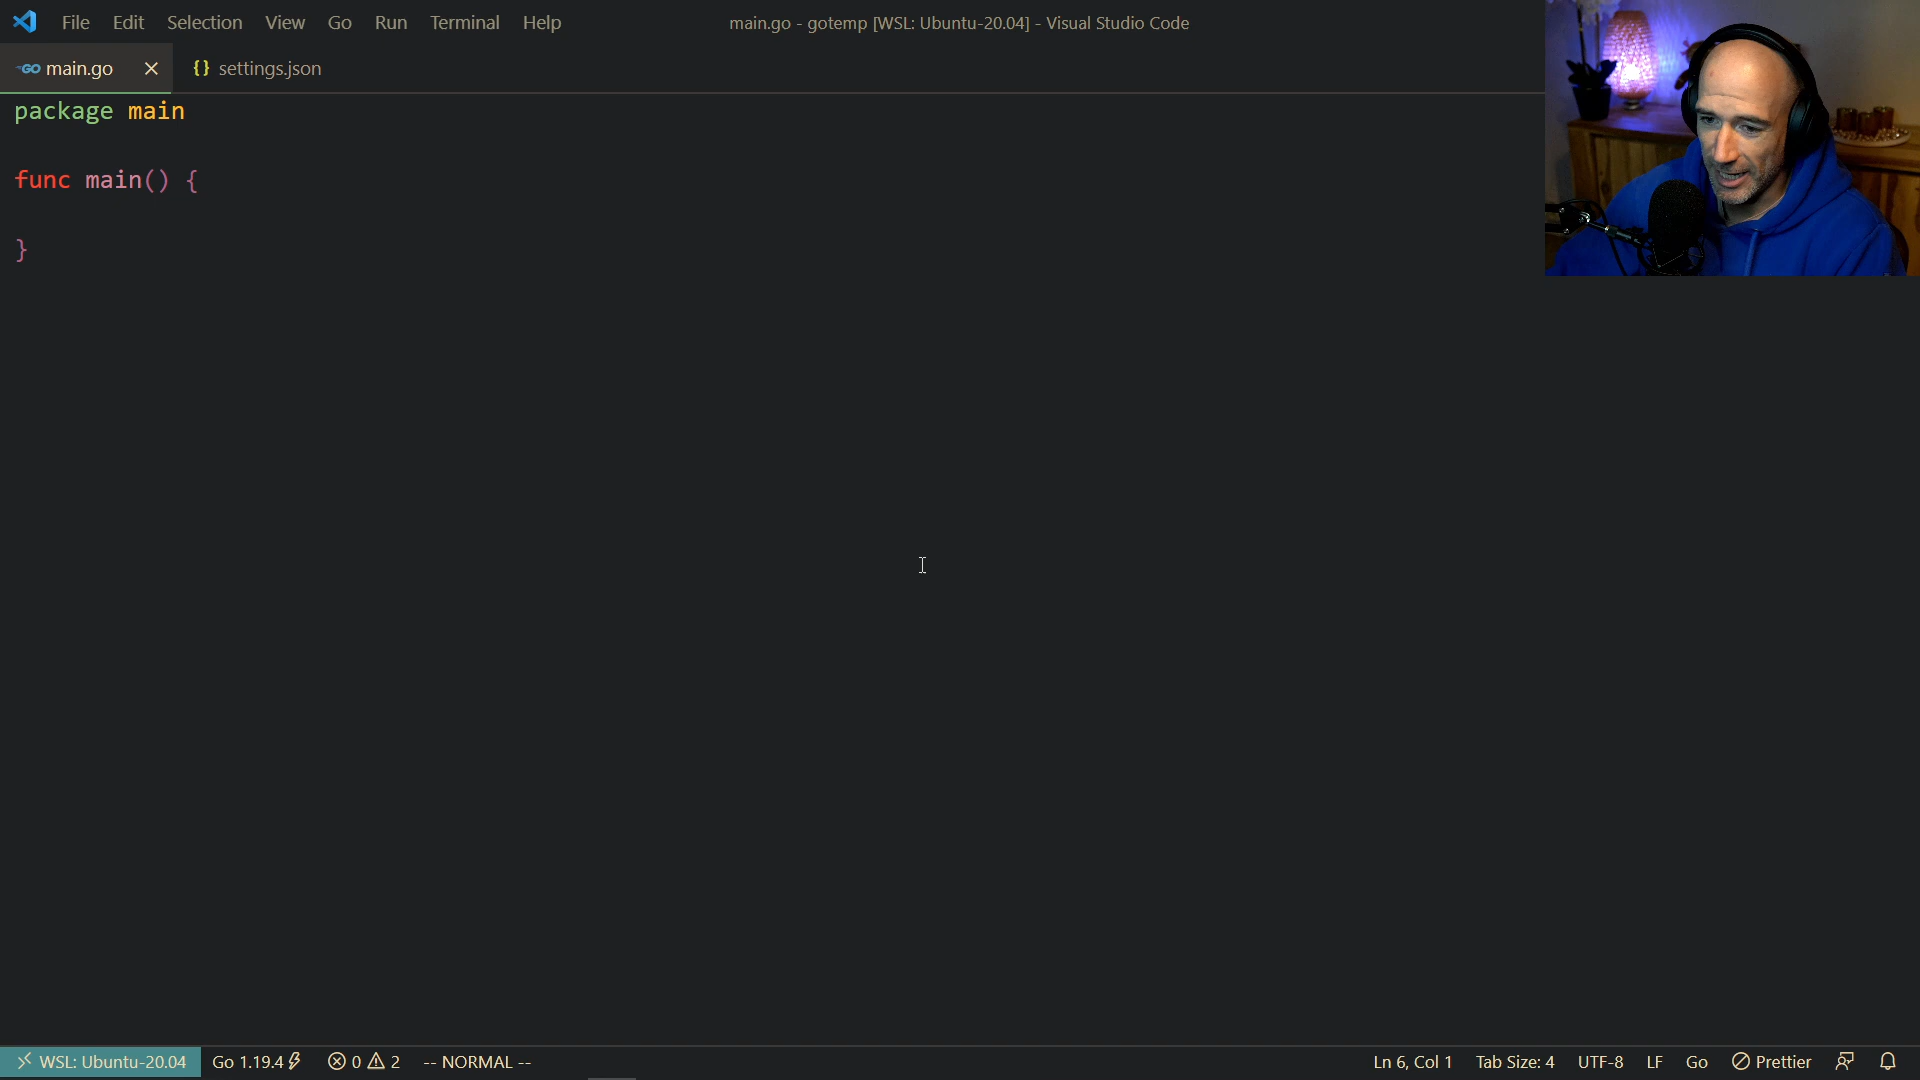 File Edit Selection View Go Run Terminal Help main.go - gotemp [WSL: Ubuntu-20.04] - Visual Studio Code
GO main.go {} settings.json
package main
func main() {
}
WSL: Ubuntu-20.04 Go 1.19.4 0 2 -- NORMAL -- Ln 6, Col 1 Tab Size: 4 UTF-8 LF Go Prettier